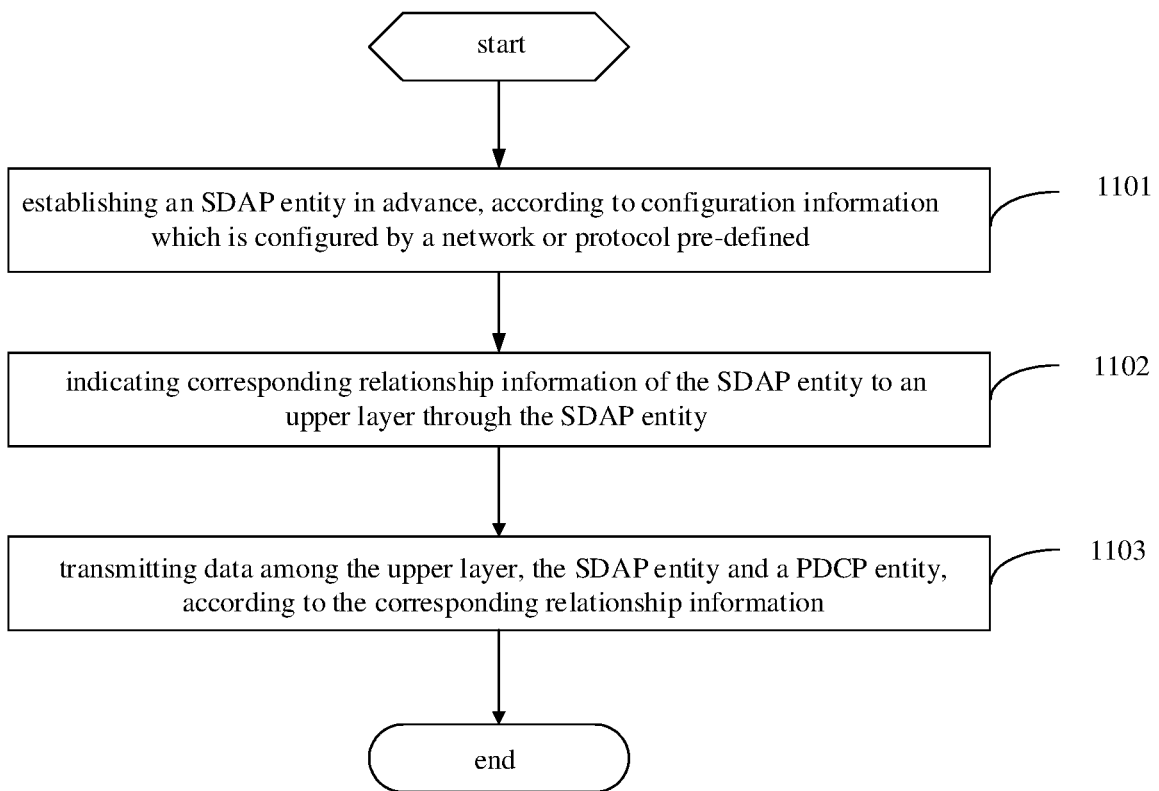 start
establishing an SDAP entity in advance, according to configuration information
which is configured by a network or protocol pre-defined
1101
indicating corresponding relationship information of the SDAP entity to an
upper layer through the SDAP entity
1102
transmitting data among the upper layer, the SDAP entity and a PDCP entity,
according to the corresponding relationship information
1103
end